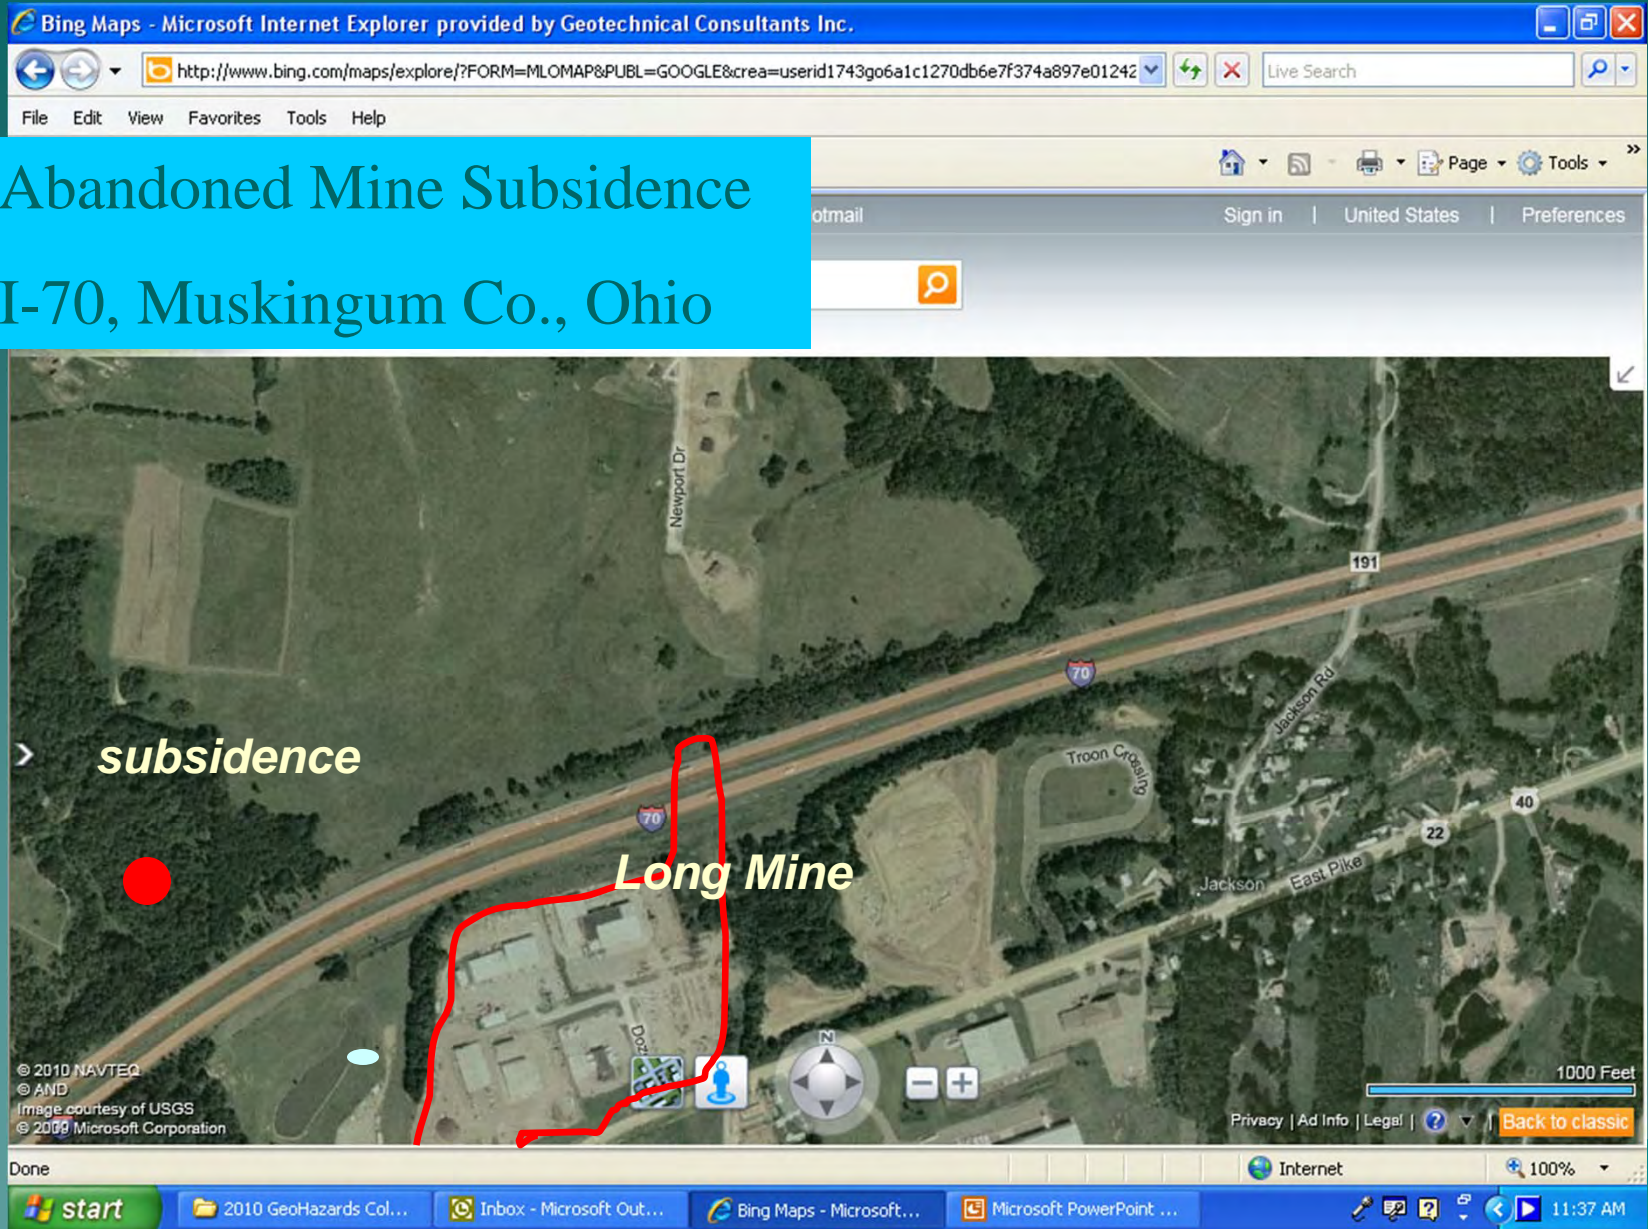 Bing Maps - Microsoft Internet Explorer provided by Geotechnical Consultants Inc.
http://www.bing.com/maps/explore/?FORM=MLOMAP&PUBL=GOOGLE&crea=userid1743go6a1c1270db6e7f374a897e01242
Live Search
File Edit View Favorites Tools Help
Page Tools
Abandoned Mine Subsidence
otmail
Sign in | United States | Preferences
I-70, Muskingum Co., Ohio
Newport Dr
191
70
Jackson Rd
subsidence
Troon Crossing
40
70
22
Long Mine
East Pike
Jackson
Doz
N
© 2010 NAVTEQ
© AND
Image courtesy of USGS
© 2009 Microsoft Corporation
1000 Feet
Privacy | Ad Info | Legal | ? | Back to classic
Done
Internet
100%
start
2010 GeoHazards Col...
Inbox - Microsoft Out...
Bing Maps - Microsoft...
Microsoft PowerPoint ...
11:37 AM